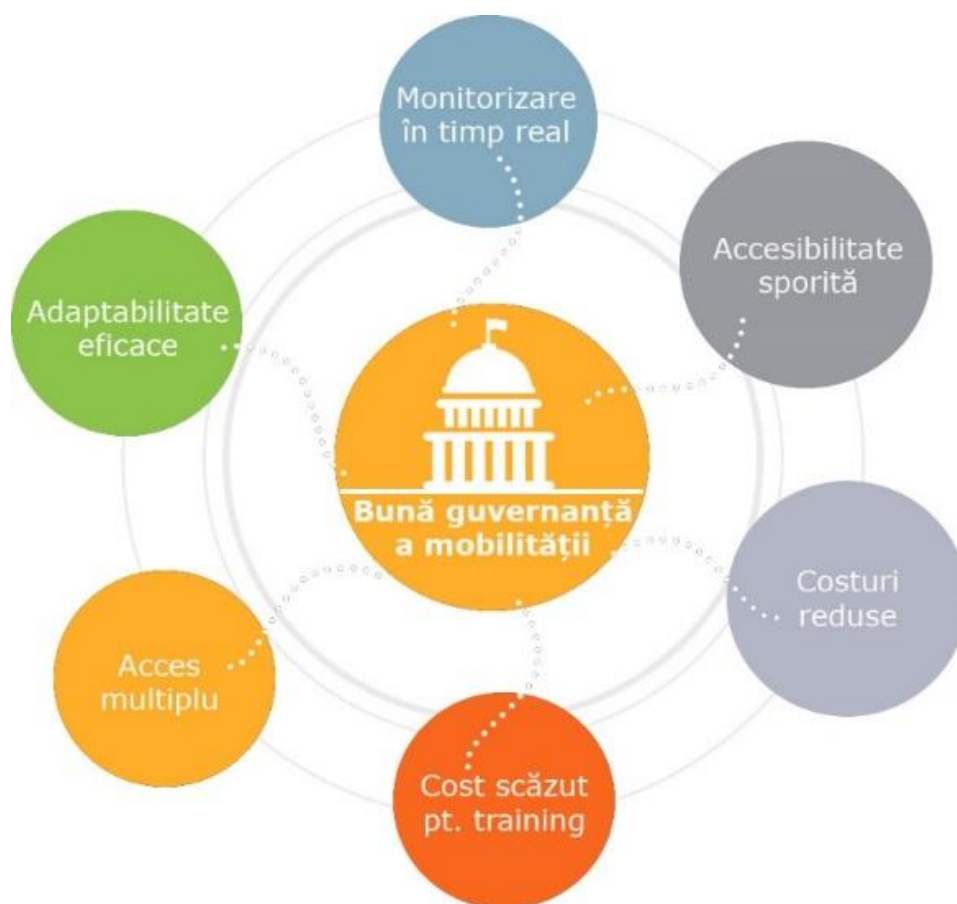 Monitorizare
în timp real
Accesibilitate
sporită
Adaptabilitate
eficace
Bună guvernanță
a mobilității
Costuri
reduse
Acces
multiplu
Cost scăzut
pt. training